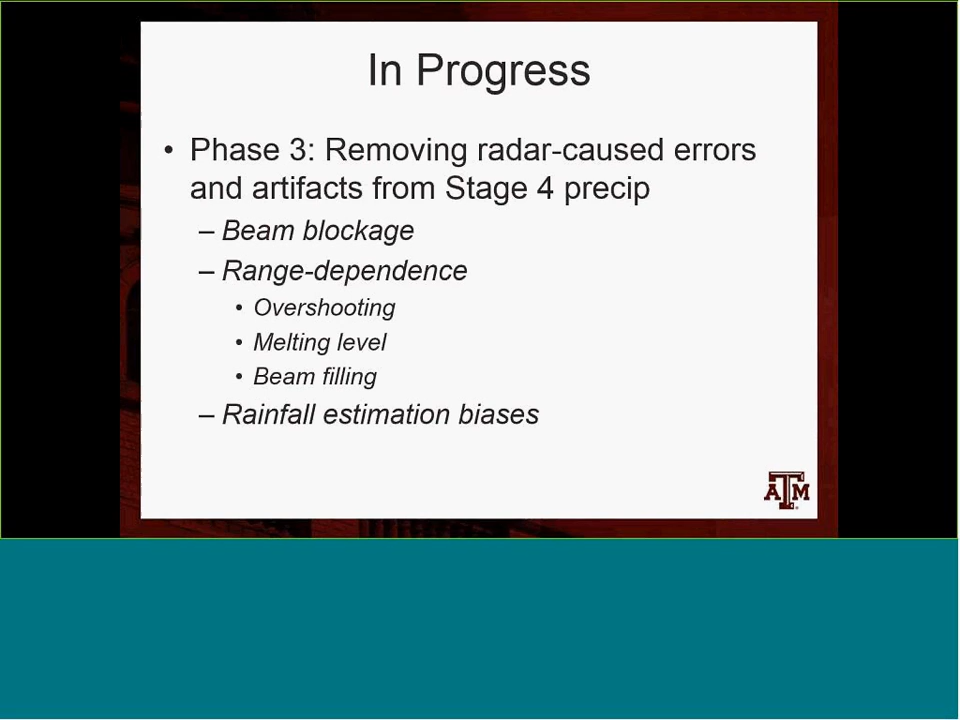 In Progress
• Phase 3: Removing radar-caused errors
and artifacts from Stage 4 precip
– Beam blockage
– Range-dependence
• Overshooting
• Melting level
• Beam filling
– Rainfall estimation biases
ATM